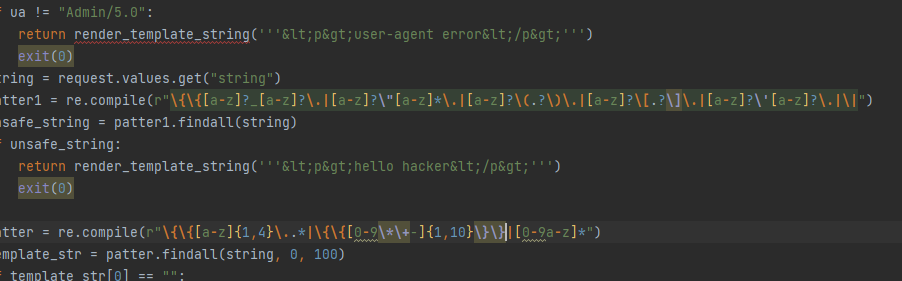 f ua != "Admin/5.0":
return render_template_string('''&lt;p&gt;user-agent error&lt;/p&gt;''')
exit(0)
tring = request.values.get("string")
atter1 = re.compile(r"\{\{[a-z]?_[a-z]?\.|[a-z]?\"[a-z]*\.|[a-z]?\(.?\)\.|[a-z]?\[.?\]\.|[a-z]?\'[a-z]?\.|\|")
nsafe_string = patter1.findall(string)
f unsafe_string:
return render_template_string('''&lt;p&gt;hello hacker&lt;/p&gt;''')
exit(0)
atter = re.compile(r"\{\{[a-z]{1,4}\..*|\{\{[0-9\*\+-]{1,10}\}\}|[0-9a-z]*")
emplate_str = patter.findall(string, 0, 100)
f template_str[0] == "":